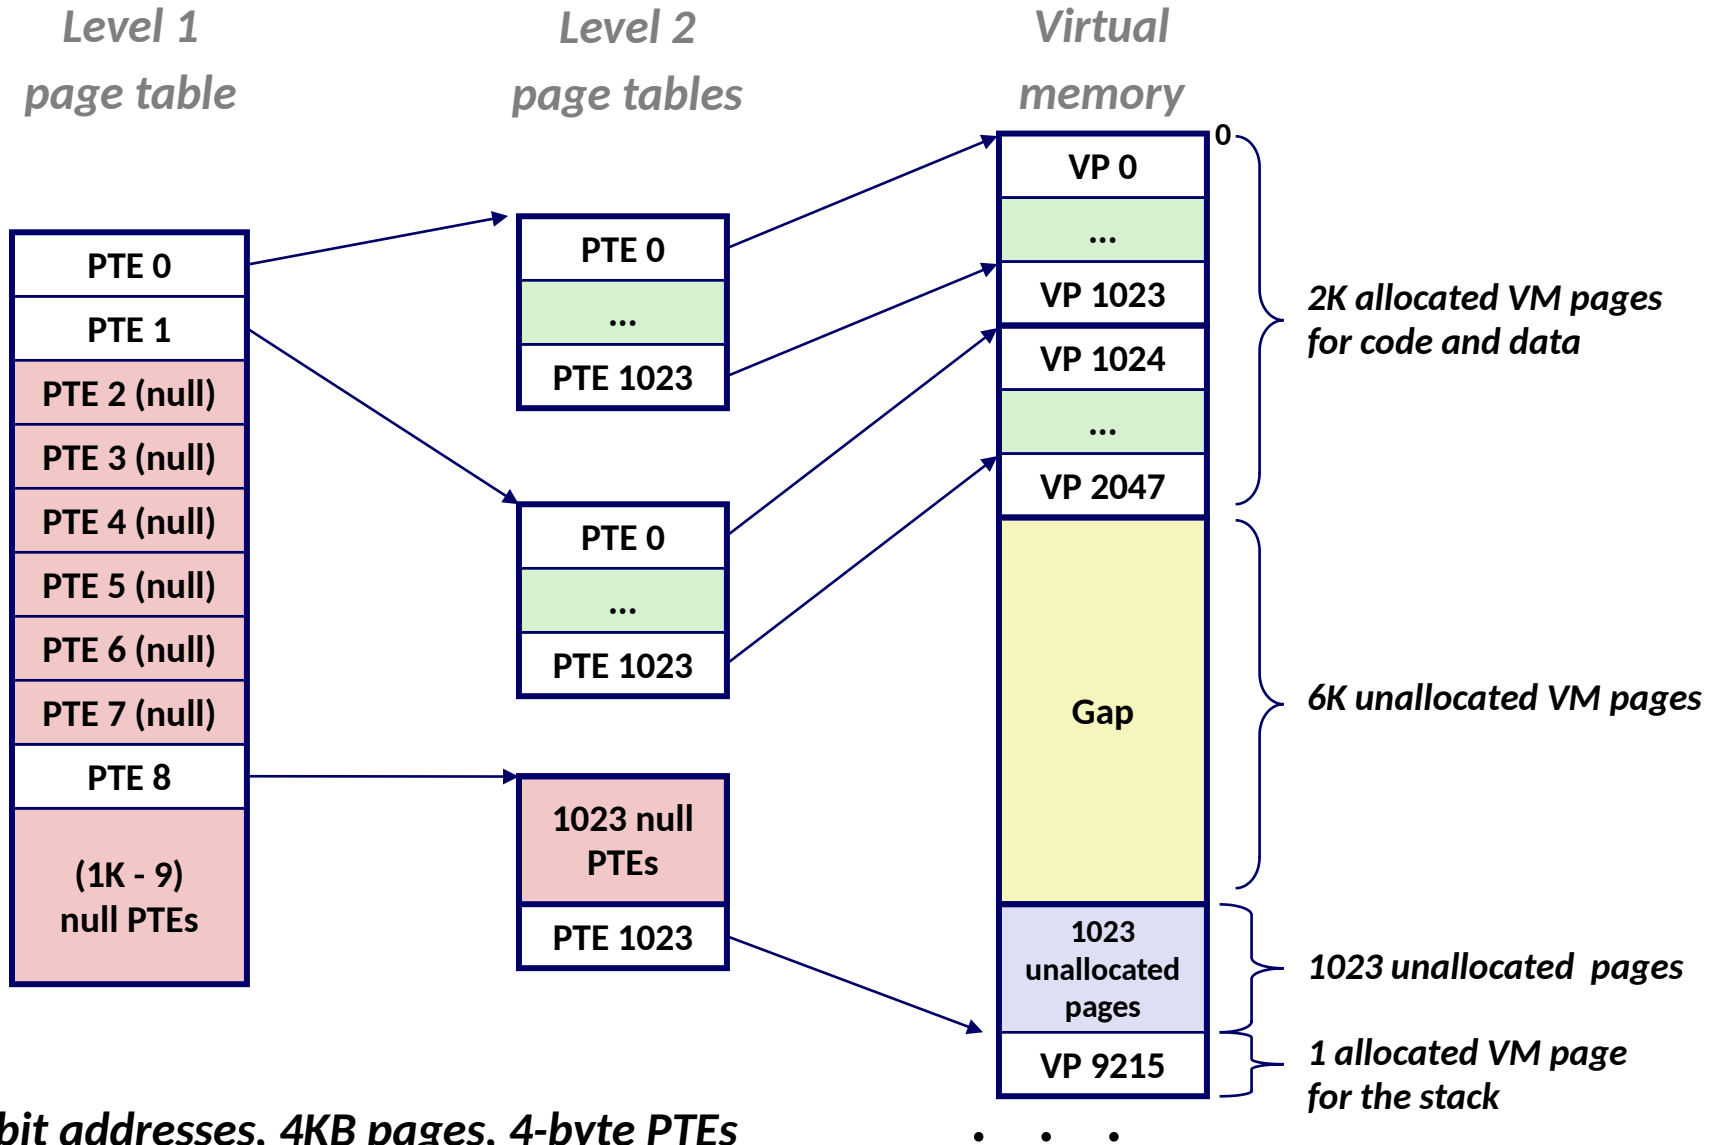 Level 1
page table
Level 2
page tables
Virtual
memory
PTE 0
PTE 1
PTE 2 (null)
PTE 3 (null)
PTE 4 (null)
PTE 5 (null)
PTE 6 (null)
PTE 7 (null)
PTE 8
(1K - 9)
null PTEs
PTE 0
...
PTE 1023
PTE 0
...
PTE 1023
1023 null
PTEs
PTE 1023
0
VP 0
...
VP 1023
VP 1024
...
VP 2047
Gap
1023
unallocated
pages
VP 9215
2K allocated VM pages
for code and data
6K unallocated VM pages
1023 unallocated  pages
1 allocated VM page
for the stack
bit addresses, 4KB pages, 4-byte PTEs
. . .